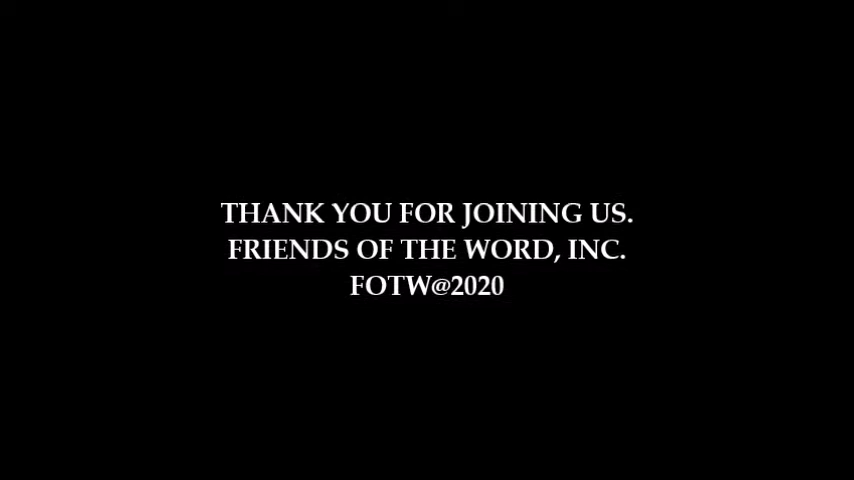 THANK YOU FOR JOINING US.
FRIENDS OF THE WORD, INC.
FOTW@2020